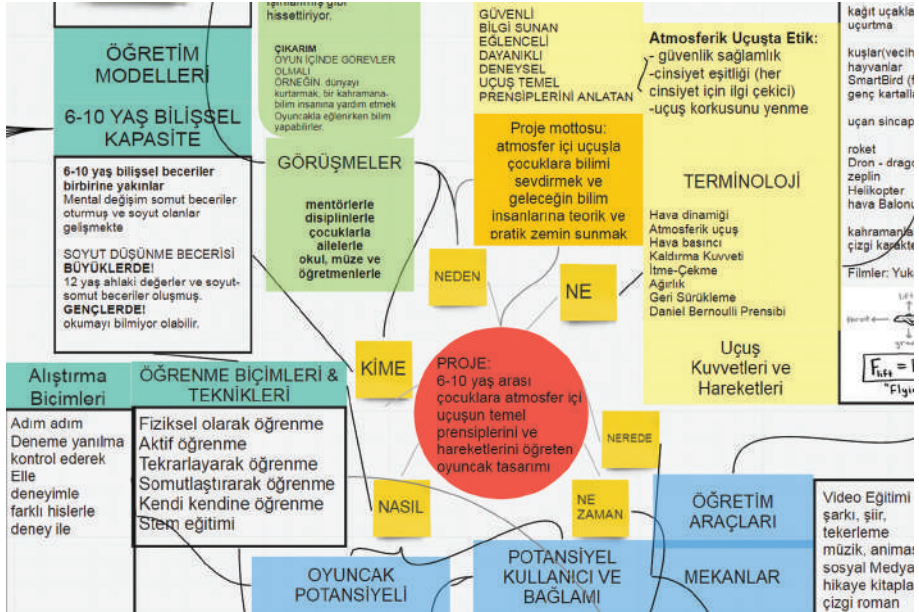 hissettiriyor.
ÇIKARIM
OYUN İÇİNDE GÖREVLER
OLMALI
ÖRNEĞİN: dünyayı
kurtarmak, bir kahramana-
bilim insanına yardım etmek
Oyuncakla eğlenirken bilim
yapabilirler.
GÜVENLİ
BİLGİ SUNAN
EĞLENCELİ
DAYANIKLI
DENEYSEL
UÇUŞ TEMEL
PRENSİPLERİNİ ANLATAN
Atmosferik Uçuşta Etik:
- güvenlik sağlamlık
-cinsiyet eşitliği (her
cinsiyet için ilgi çekici)
-uçuş korkusunu yenme
kağıt uçakla
uçurtma
kuşlar(vecih
hayvanlar
SmartBird (f
genç kartalla
uçan sincap
roket
Dron - drago
zeplin
Helikopter
hava Balonu
kahramanla
çizgi karakte
Filmler: Yuk
ÖĞRETİM
MODELLERİ
6-10 YAŞ BİLİŞSEL
KAPASİTE
6-10 yaş bilişsel beceriler
birbirine yakınlar
Mental değişim somut beceriler
oturmuş ve soyut olanlar
gelişmekte
SOYUT DÜŞÜNME BECERİSİ
BÜYÜKLERDE!
12 yaş ahlaki değerler ve soyut-
somut beceriler oluşmuş.
GENÇLERDE!
okumayı bilmiyor olabilir.
GÖRÜŞMELER
mentörlerle
disiplinlerle
çocuklarla
ailelerle
okul, müze ve
öğretmenlerle
Proje mottosu:
atmosfer içi uçuşla
çocuklara bilimi
sevdirmek ve
geleceğin bilim
insanlarına teorik ve
pratik zemin sunmak
TERMİNOLOJİ
Hava dinamiği
Atmosferik uçuş
Hava basıncı
Kaldırma Kuvveti
İtme-Çekme
Ağırlık
Geri Sürükleme
Daniel Bernoulli Prensibi
Uçuş
Kuvvetleri ve
Hareketleri
NEDEN
NE
KİME
PROJE:
6-10 yaş arası
çocuklara atmosfer içi
uçuşun temel
prensiplerini ve
hareketlerini öğreten
oyuncak tasarımı
NEREDE
NASIL
NE
ZAMAN
lift
thrust
"Flyi
Alıştırma
Biçimleri
Adım adım
Deneme yanılma
kontrol ederek
Elle
deneyimle
farklı hislerle
deney ile
ÖĞRENME BİÇİMLERİ &
TEKNİKLERİ
Fiziksel olarak öğrenme
Aktif öğrenme
Tekrarlayarak öğrenme
Somutlaştırarak öğrenme
Kendi kendine öğrenme
Stem eğitimi
OYUNCAK
POTANSİYELİ
POTANSİYEL
KULLANICI VE
BAĞLAMI
ÖĞRETİM
ARAÇLARI
MEKANLAR
Video Eğitimi
şarkı, şiir,
tekerleme
müzik, animas
sosyal Medya
hikaye kitapla
çizgi roman